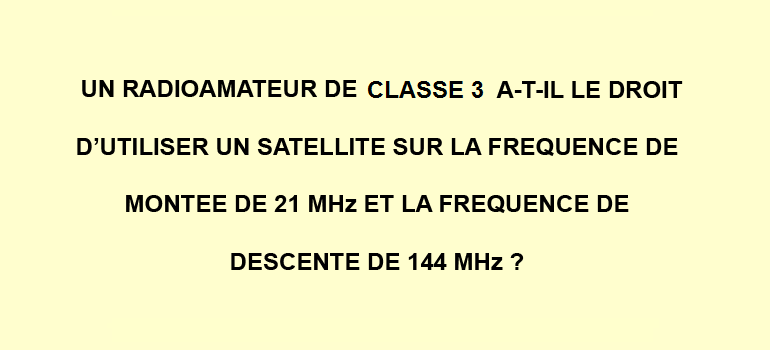 UN RADIOAMATEUR DE CLASSE 3 A-T-IL LE DROIT
D’UTILISER UN SATELLITE SUR LA FREQUENCE DE
MONTEE DE 21 MHz ET LA FREQUENCE DE
DESCENTE DE 144 MHz ?